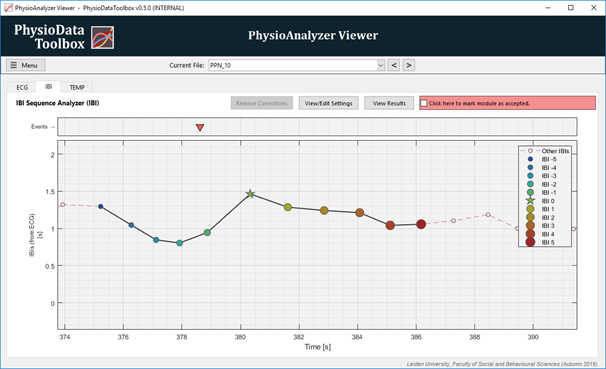 PhysioAnalyzer Viewer - PhysioDataToolbox v0.5.0 (INTERNAL)
PhysioData
Toolbox
PhysioAnalyzer Viewer
Menu
Current File:
PPN_10
<
>
ECG
IBI
TEMP
IBI Sequence Analyzer (IBI)
Remove Corrections
View/Edit Settings
View Results
Click here to mark module as accepted.
Events →
2
1.5
1
0.5
0
IBIs (from ECG)
[s]
374
376
378
380
382
384
386
388
390
Time [s]
Other IBIs
IBI -5
IBI -4
IBI -3
IBI -2
IBI -1
IBI 0
IBI 1
IBI 2
IBI 3
IBI 4
IBI 5
Leiden University, Faculty of Social and Behavioural Sciences (Autumn 2019).